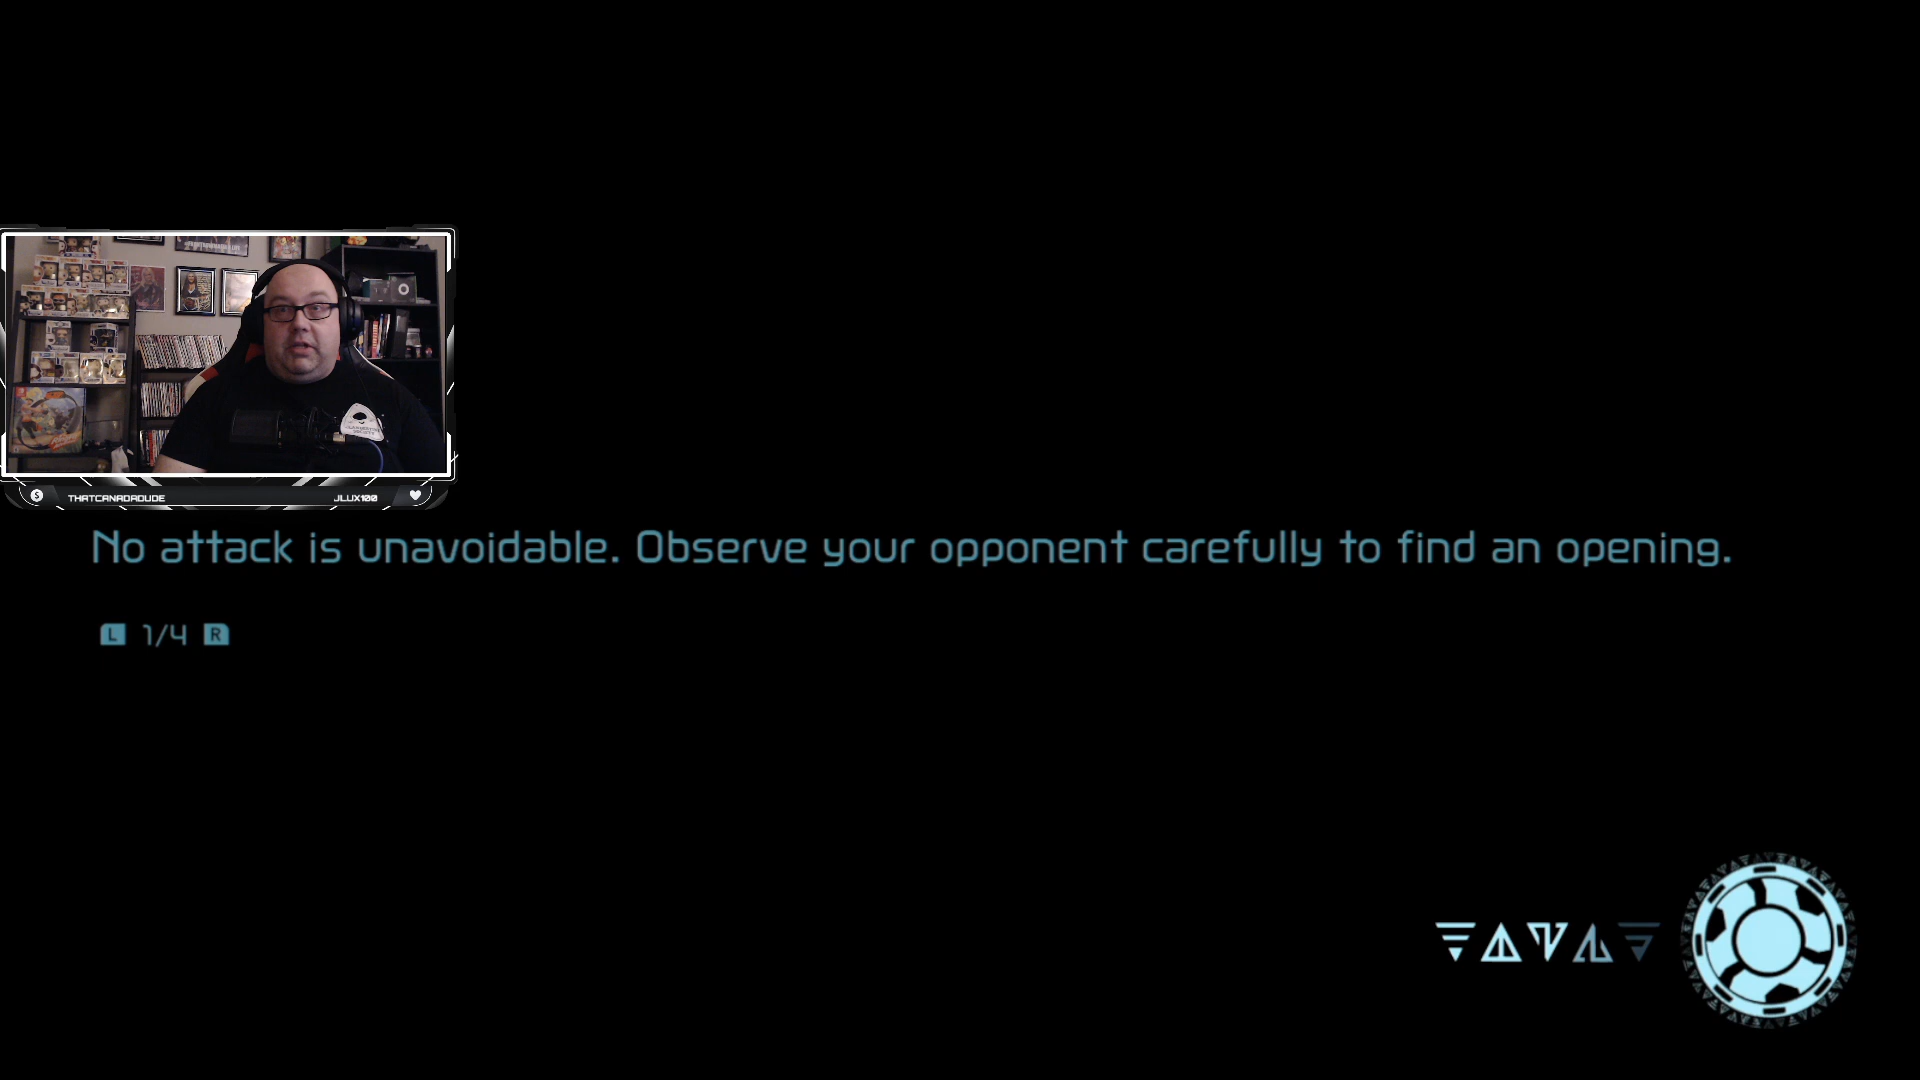 THATCANADADUDE
JLUX100
No attack is unavoidable. Observe your opponent carefully to find an opening.
L 1/4 R